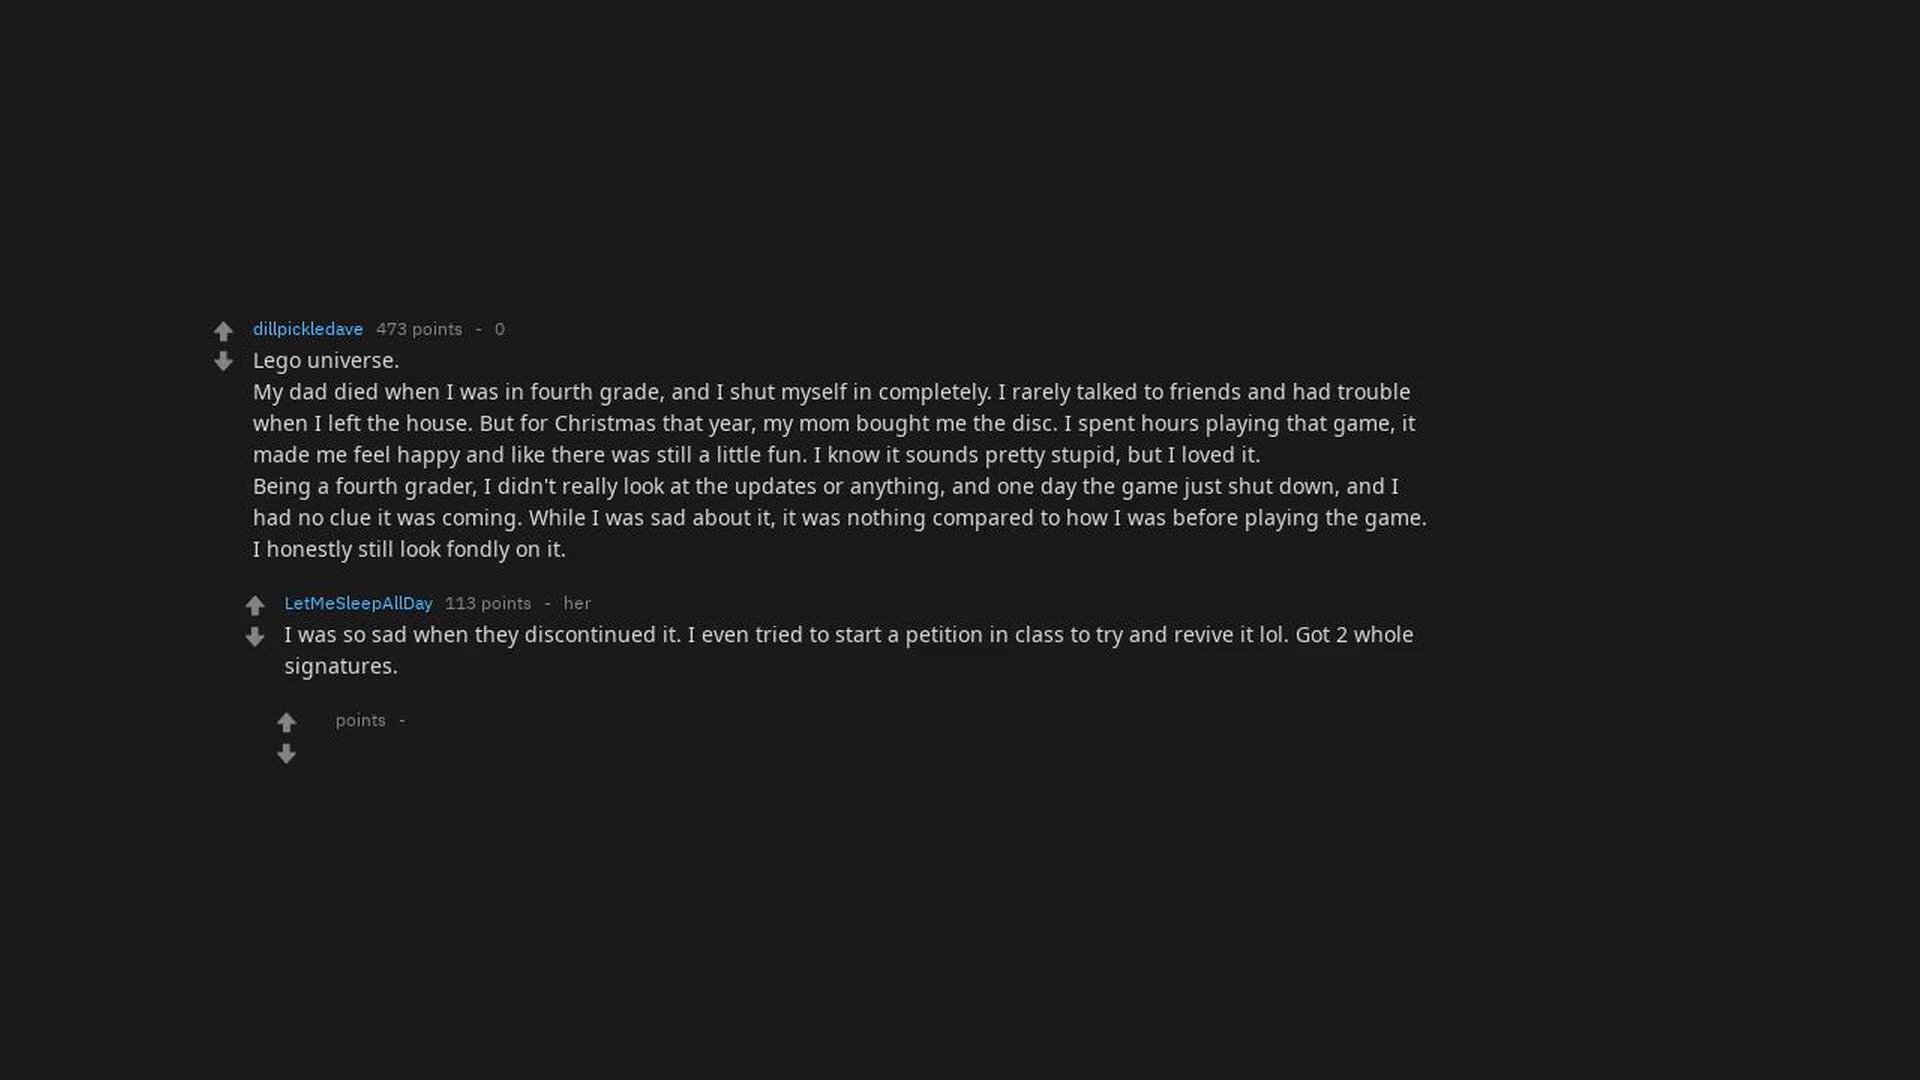 dillpickledave 473 points - 0
Lego universe.
My dad died when I was in fourth grade, and I shut myself in completely. I rarely talked to friends and had trouble
when I left the house. But for Christmas that year, my mom bought me the disc. I spent hours playing that game, it
made me feel happy and like there was still a little fun. I know it sounds pretty stupid, but I loved it.
Being a fourth grader, I didn't really look at the updates or anything, and one day the game just shut down, and I
had no clue it was coming. While I was sad about it, it was nothing compared to how I was before playing the game.
I honestly still look fondly on it.
LetMeSleepAllDay 113 points - her
I was so sad when they discontinued it. I even tried to start a petition in class to try and revive it lol. Got 2 whole
signatures.
points -